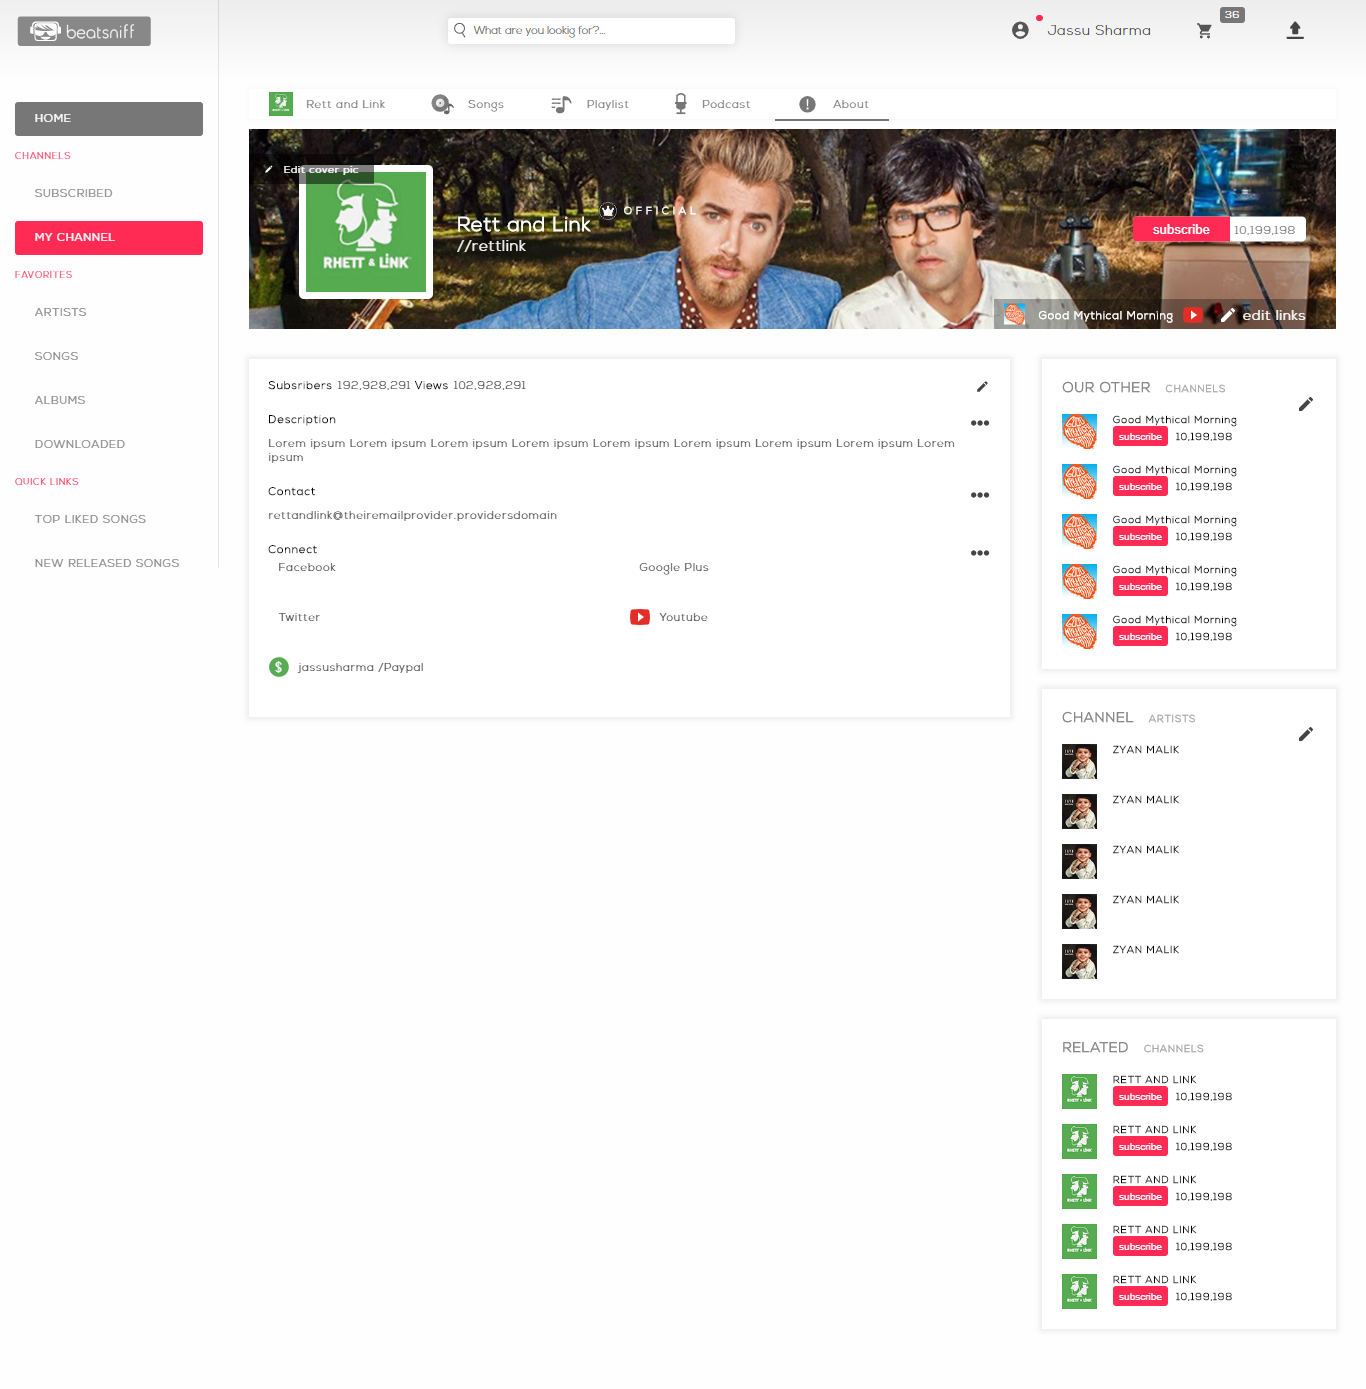 beatsniff
What are you lookig for?...
Jassu Sharma
36
HOME
CHANNELS
SUBSCRIBED
MY CHANNEL
FAVORITES
ARTISTS
SONGS
ALBUMS
DOWNLOADED
QUICK LINKS
TOP LIKED SONGS
NEW RELEASED SONGS
Rett and Link
Songs
Playlist
Podcast
About
Edit cover pic
RHETT & LINK
Rett and Link
OFFICIAL
//rettlink
subscribe 10,199,198
Good Mythical Morning
edit links
Subsribers 192,928,291 Views 102,928,291
Description
Lorem ipsum Lorem ipsum Lorem ipsum Lorem ipsum Lorem ipsum Lorem ipsum Lorem ipsum Lorem ipsum Lorem
ipsum
Contact
rettandlink@theiremailprovider.providersdomain
Connect
Facebook
Google Plus
Twitter
Youtube
jassusharma /Paypal
OUR OTHER CHANNELS
Good Mythical Morning
subscribe 10,199,198
Good Mythical Morning
subscribe 10,199,198
Good Mythical Morning
subscribe 10,199,198
Good Mythical Morning
subscribe 10,199,198
Good Mythical Morning
subscribe 10,199,198
CHANNEL ARTISTS
ZYAN MALIK
ZYAN MALIK
ZYAN MALIK
ZYAN MALIK
ZYAN MALIK
RELATED CHANNELS
RETT AND LINK
subscribe 10,199,198
RETT AND LINK
subscribe 10,199,198
RETT AND LINK
subscribe 10,199,198
RETT AND LINK
subscribe 10,199,198
RETT AND LINK
subscribe 10,199,198